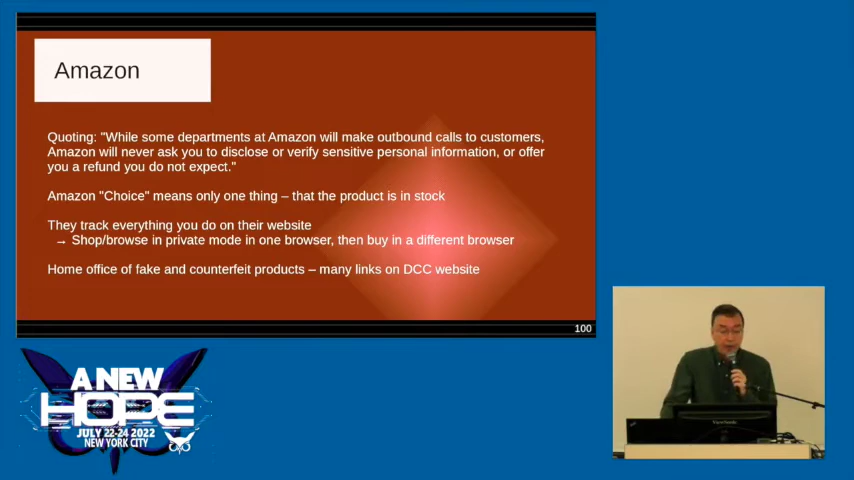 Amazon
Quoting: "While some departments at Amazon will make outbound calls to customers,
Amazon will never ask you to disclose or verify sensitive personal information, or offer
you a refund you do not expect."
Amazon "Choice" means only one thing – that the product is in stock
They track everything you do on their website
→ Shop/browse in private mode in one browser, then buy in a different browser
Home office of fake and counterfeit products – many links on DCC website
100
A NEW
HOPE
JULY 22-24 2022
NEW YORK CITY
ViewSonic